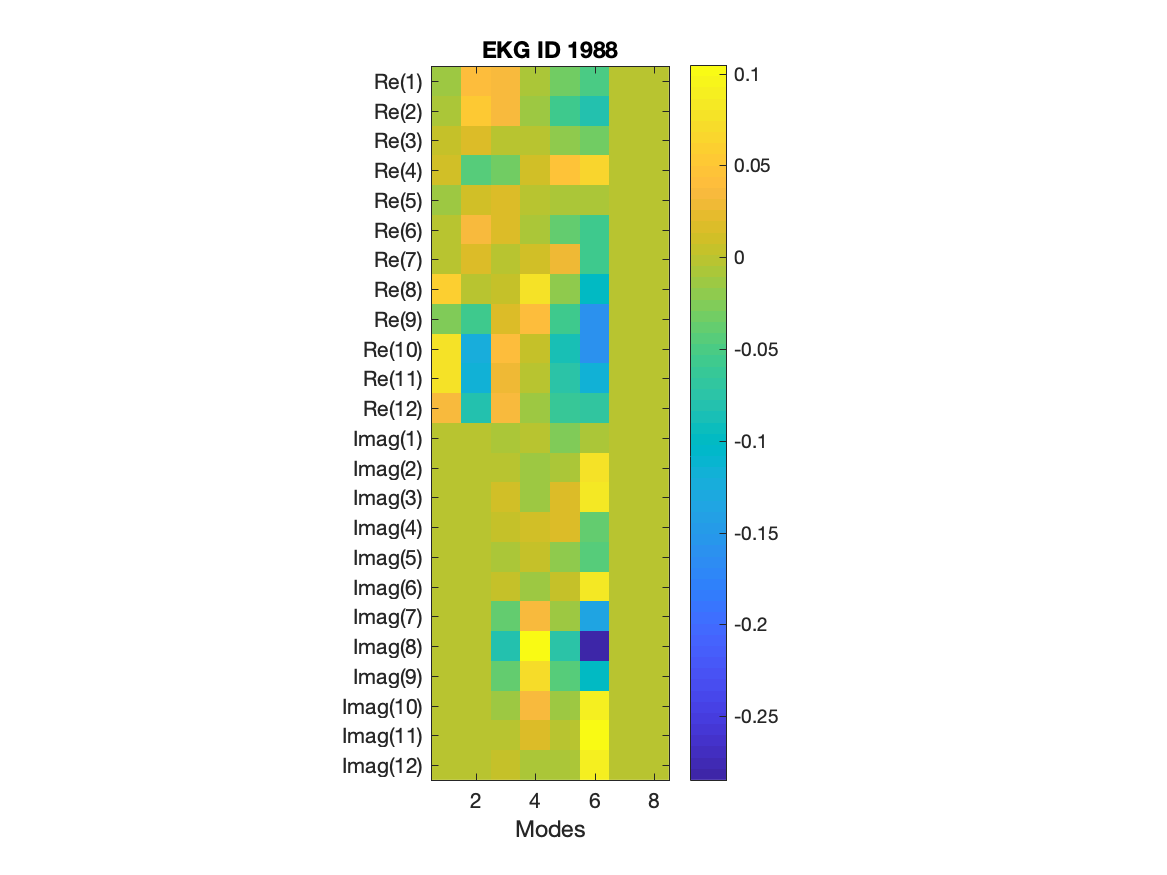 EKG ID 1988
Re(1)
Re(2)
Re(3)
Re(4)
Re(5)
Re(6)
Re(7)
Re(8)
Re(9)
Re(10)
Re(11)
Re(12)
Imag(1)
Imag(2)
Imag(3)
Imag(4)
Imag(5)
Imag(6)
Imag(7)
Imag(8)
Imag(9)
Imag(10)
Imag(11)
Imag(12)
2 4 6 8
Modes
0.1
0.05
0
-0.05
-0.1
-0.15
-0.2
-0.25